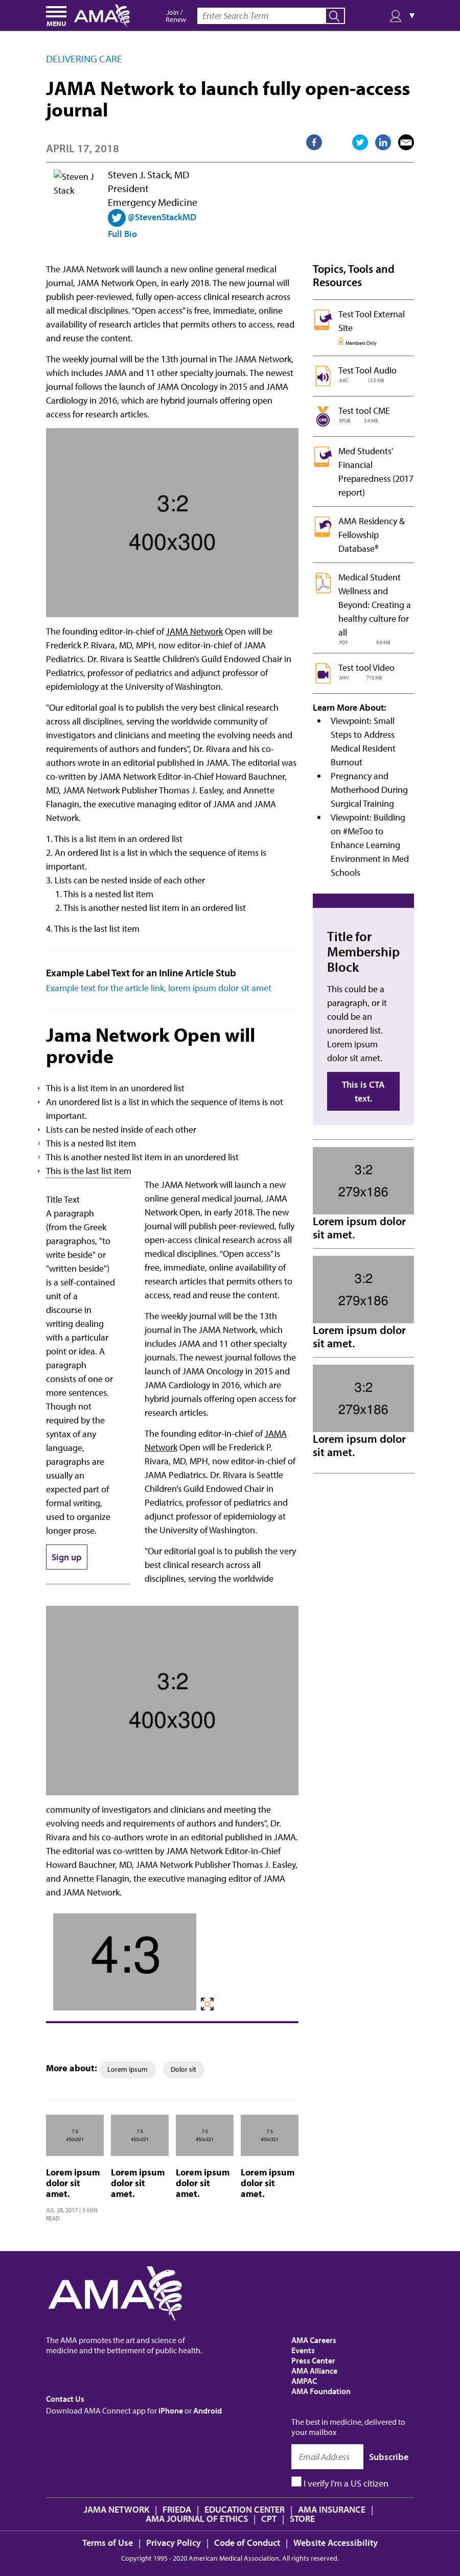 MENU
AMA
Join /
Renew
Enter Search Term
▼
DELIVERING CARE
JAMA Network to launch fully open-access
journal
APRIL 17, 2018
Steven J
Stack
Steven J. Stack, MD
President
Emergency Medicine
@StevenStackMD
Full Bio
The JAMA Network will launch a new online general medical
journal, JAMA Network Open, in early 2018. The new journal will
publish peer-reviewed, fully open-access clinical research across
all medical disciplines. "Open access" is free, immediate, online
availability of research articles that permits others to access, read
and reuse the content.
The weekly journal will be the 13th journal in The JAMA Network,
which includes JAMA and 11 other specialty journals. The newest
journal follows the launch of JAMA Oncology in 2015 and JAMA
Cardiology in 2016, which are hybrid journals offering open
access for research articles.
3:2
400x300
The founding editor-in-chief of JAMA Network Open will be
Frederick P. Rivara, MD, MPH, now editor-in-chief of JAMA
Pediatrics. Dr. Rivara is Seattle Children's Guild Endowed Chair in
Pediatrics, professor of pediatrics and adjunct professor of
epidemiology at the University of Washington.
"Our editorial goal is to publish the very best clinical research
across all disciplines, serving the worldwide community of
investigators and clinicians and meeting the evolving needs and
requirements of authors and funders", Dr. Rivara and his co-
authors wrote in an editorial published in JAMA. The editorial was
co-written by JAMA Network Editor-in-Chief Howard Bauchner,
MD, JAMA Network Publisher Thomas J. Easley, and Annette
Flanagin, the executive managing editor of JAMA and JAMA
Network.
1. This is a list item in an ordered list
2. An ordered list is a list in which the sequence of items is
important.
3. Lists can be nested inside of each other
1. This is a nested list item
2. This is another nested list item in an ordered list
4. This is the last list item
Example Label Text for an Inline Article Stub
Example text for the article link, lorem ipsum dolor sit amet
Jama Network Open will
provide
This is a list item in an unordered list
An unordered list is a list in which the sequence of items is not
important.
Lists can be nested inside of each other
This is a nested list item
This is another nested list item in an unordered list
This is the last list item
Title Text
A paragraph
(from the Greek
paragraphos, "to
write beside" or
"written beside")
is a self-contained
unit of a
discourse in
writing dealing
with a particular
point or idea. A
paragraph
consists of one or
more sentences.
Though not
required by the
syntax of any
language,
paragraphs are
usually an
expected part of
formal writing,
used to organize
longer prose.
Sign up
The JAMA Network will launch a new
online general medical journal, JAMA
Network Open, in early 2018. The new
journal will publish peer-reviewed, fully
open-access clinical research across all
medical disciplines. "Open access" is
free, immediate, online availability of
research articles that permits others to
access, read and reuse the content.
The weekly journal will be the 13th
journal in The JAMA Network, which
includes JAMA and 11 other specialty
journals. The newest journal follows the
launch of JAMA Oncology in 2015 and
JAMA Cardiology in 2016, which are
hybrid journals offering open access for
research articles.
The founding editor-in-chief of JAMA
Network Open will be Frederick P.
Rivara, MD, MPH, now editor-in-chief of
JAMA Pediatrics. Dr. Rivara is Seattle
Children's Guild Endowed Chair in
Pediatrics, professor of pediatrics and
adjunct professor of epidemiology at
the University of Washington.
"Our editorial goal is to publish the very
best clinical research across all
disciplines, serving the worldwide
3:2
400x300
community of investigators and clinicians and meeting the
evolving needs and requirements of authors and funders", Dr.
Rivara and his co-authors wrote in an editorial published in JAMA.
The editorial was co-written by JAMA Network Editor-in-Chief
Howard Bauchner, MD, JAMA Network Publisher Thomas J. Easley,
and Annette Flanagin, the executive managing editor of JAMA
and JAMA Network.
4:3
More about:
Lorem ipsum
Dolor sit
7:5
450x321
Lorem ipsum
dolor sit
amet.
JUL 28, 2017 | 5 MIN
READ
7:5
450x321
Lorem ipsum
dolor sit
amet.
7:5
450x321
Lorem ipsum
dolor sit
amet.
7:5
450x321
Lorem ipsum
dolor sit
amet.
Topics, Tools and
Resources
Test Tool External
Site
Members Only
Test Tool Audio
.AAC 12.5 MB
Test tool CME
CME
.EPUB 3.4 MB
Med Students'
Financial
Preparedness (2017
report)
AMA Residency &
Fellowship
Database®
Medical Student
Wellness and
Beyond: Creating a
healthy culture for
all
.PDF 9.9 MB
Test tool Video
.MKV 715 MB
Learn More About:
Viewpoint: Small
Steps to Address
Medical Resident
Burnout
Pregnancy and
Motherhood During
Surgical Training
Viewpoint: Building
on #MeToo to
Enhance Learning
Environment in Med
Schools
Title for
Membership
Block
This could be a
paragraph, or it
could be an
unordered list.
Lorem ipsum
dolor sit amet.
This is CTA
text.
3:2
279x186
Lorem ipsum dolor
sit amet.
3:2
279x186
Lorem ipsum dolor
sit amet.
3:2
279x186
Lorem ipsum dolor
sit amet.
AMA
The AMA promotes the art and science of
medicine and the betterment of public health.
Contact Us
Download AMA Connect app for iPhone or Android
AMA Careers
Events
Press Center
AMA Alliance
AMPAC
AMA Foundation
The best in medicine, delivered to
your mailbox
Email Address
Subscribe
I verify I'm a US citizen
JAMA NETWORK | FRIEDA | EDUCATION CENTER | AMA INSURANCE |
AMA JOURNAL OF ETHICS | CPT | STORE
Terms of Use | Privacy Policy | Code of Conduct | Website Accessibility
Copyright 1995 - 2020 American Medical Association. All rights reserved.